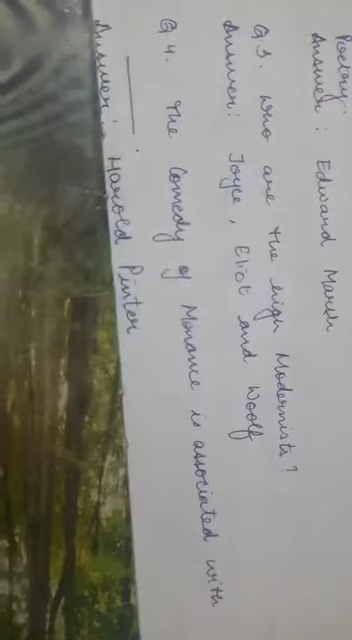 Poetry.
Answer : Edward Marsh
Q 3. Who are the high Modernists?
Answer: Joyce, Eliot and Woolf
Q 4. The Comedy of Manance is associated with
______.
Answer: Harold Pinter